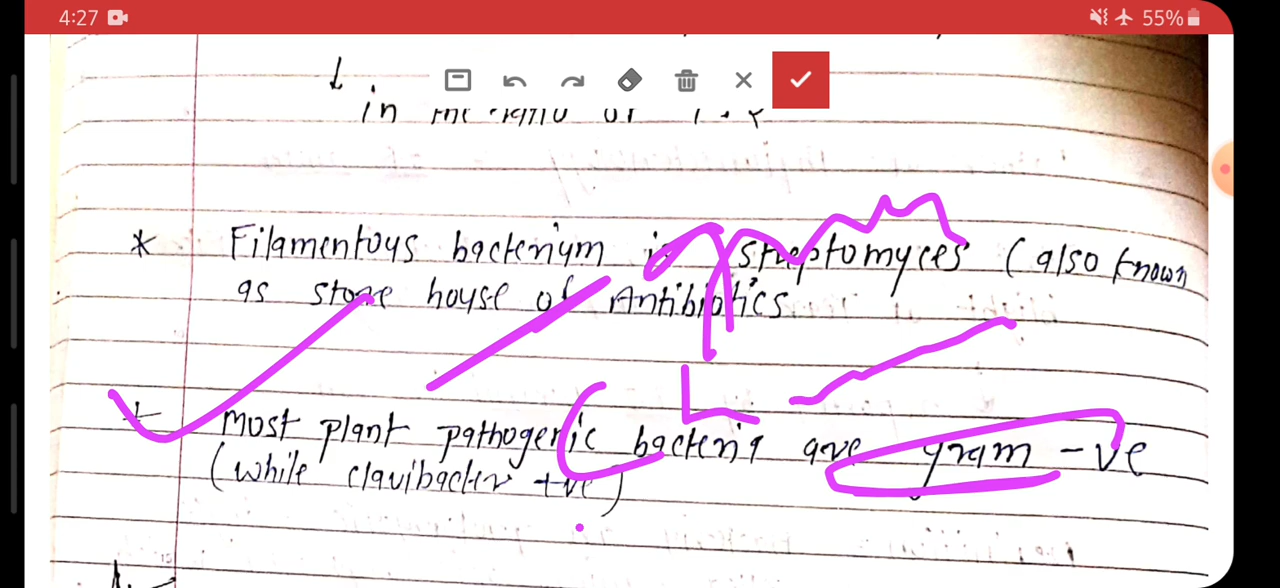 4:27 55%
in the ratio of
* Filamentous bacterium is streptomyces (also known
as store house of Antibiotics
Most plant pathogenic bacteria are gram -ve
(while clavibacter +ve)